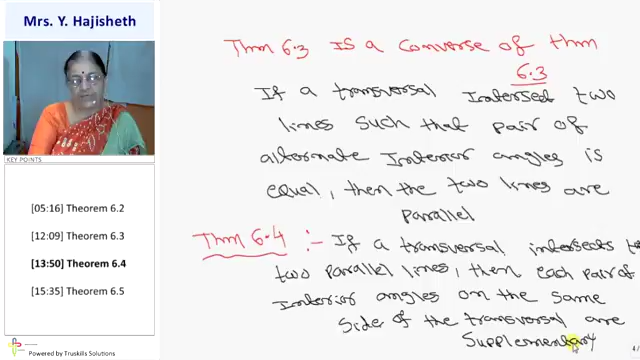 Mrs. Y. Hajisheth
KEY POINTS
[05:16] Theorem 6.2
[12:09] Theorem 6.3
[13:50] Theorem 6.4
[15:35] Theorem 6.5
Powered by Truskills Solutions
Thm 6.3 is a converse of thm
6.3
If a transversal intersect two
lines such that pair of
alternate interior angles is
equal, then the two lines are
parallel
Thm 6.4 :- If a transversal intersects
two parallel lines, then each pair of
Interior angles on the same
side of the transversal are
supplementary
4/